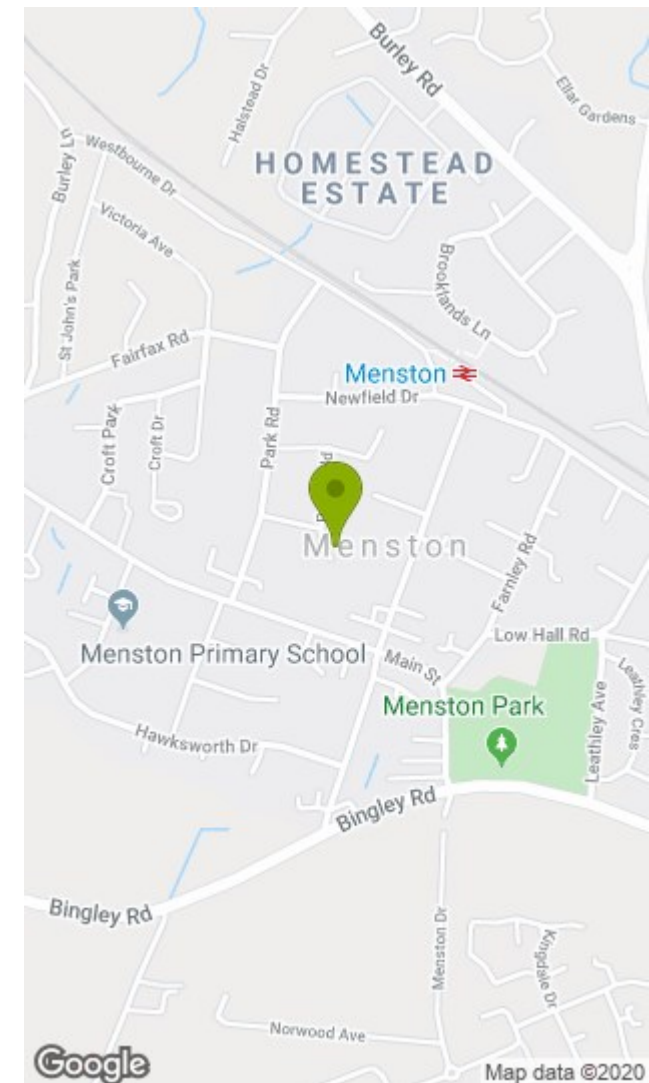 Burley Rd
Ellar Gardens
Halstead Dr
HOMESTEAD
ESTATE
Burley Ln
Westbourne Dr
Victoria Ave
St John's Park
Brooklands Ln
Fairfax Rd
Menston
Newfield Dr
Croft Park
Croft Dr
Park Rd
Menston
Farnley Rd
Low Hall Rd
Menston Primary School
Main St
Leathley Cres
Leathley Ave
Menston Park
Hawksworth Dr
Bingley Rd
Bingley Rd
Menston Dr
Kingdale Dr
Norwood Ave
Google
Map data ©2020